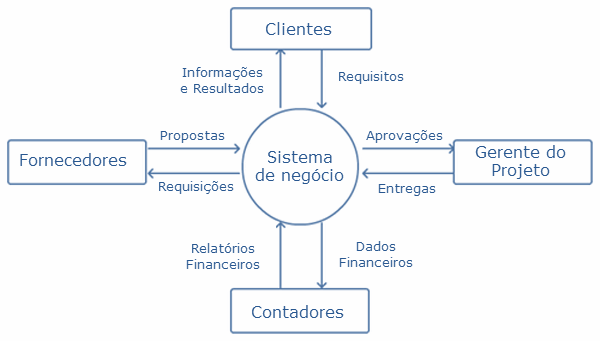 Clientes
Informações
e Resultados
Requisitos
Propostas
Aprovações
Fornecedores
Sistema
de negócio
Gerente do
Projeto
Requisições
Entregas
Relatórios
Financeiros
Dados
Financeiros
Contadores